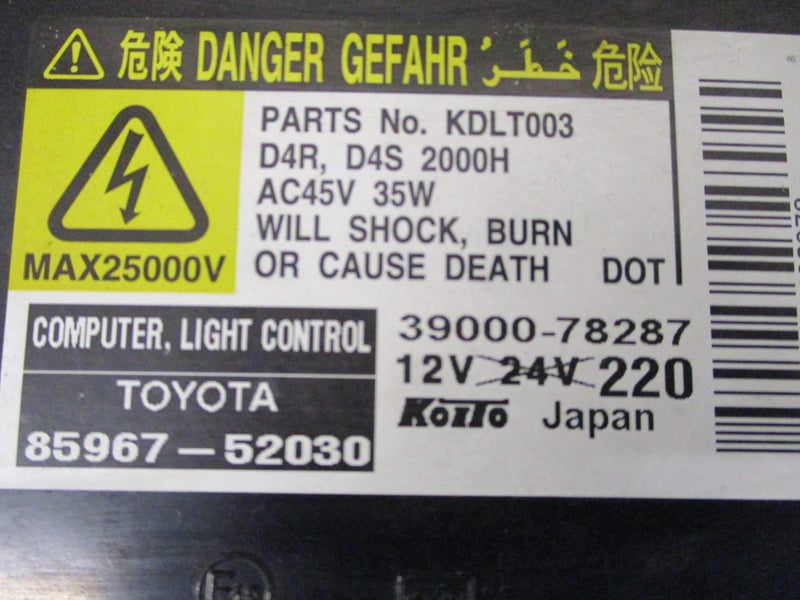 危険 DANGER GEFAHR خَطَرٌ 危险
PARTS No. KDLT003
D4R, D4S 2000H
AC45V 35W
WILL SHOCK, BURN
OR CAUSE DEATH DOT
MAX25000V
COMPUTER, LIGHT CONTROL
TOYOTA
85967-52030
39000-78287
12V 24V 220
KOITO Japan